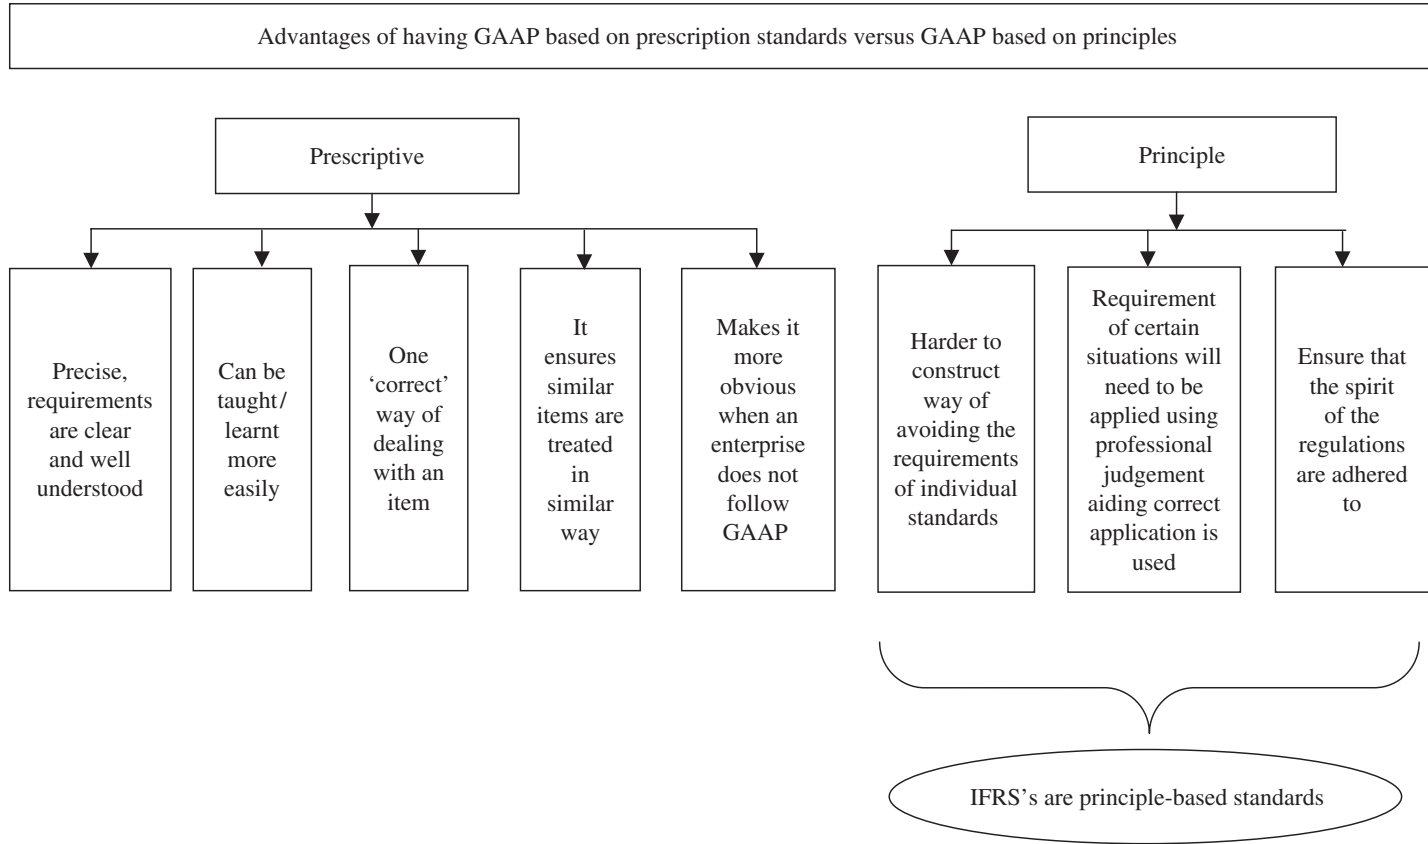 Advantages of having GAAP based on prescription standards versus GAAP based on principles
Prescriptive
Principle
Precise,
requirements
are clear
and well
understood
Can be
taught/
learnt
more
easily
One
‘correct’
way of
dealing
with an
item
It
ensures
similar
items are
treated
in
similar
way
Makes it
more
obvious
when an
enterprise
does not
follow
GAAP
Harder to
construct
way of
avoiding the
requirements
of individual
standards
Requirement
of certain
situations will
need to be
applied using
professional
judgement
aiding correct
application is
used
Ensure that
the spirit
of the
regulations
are adhered
to
IFRS’s are principle-based standards